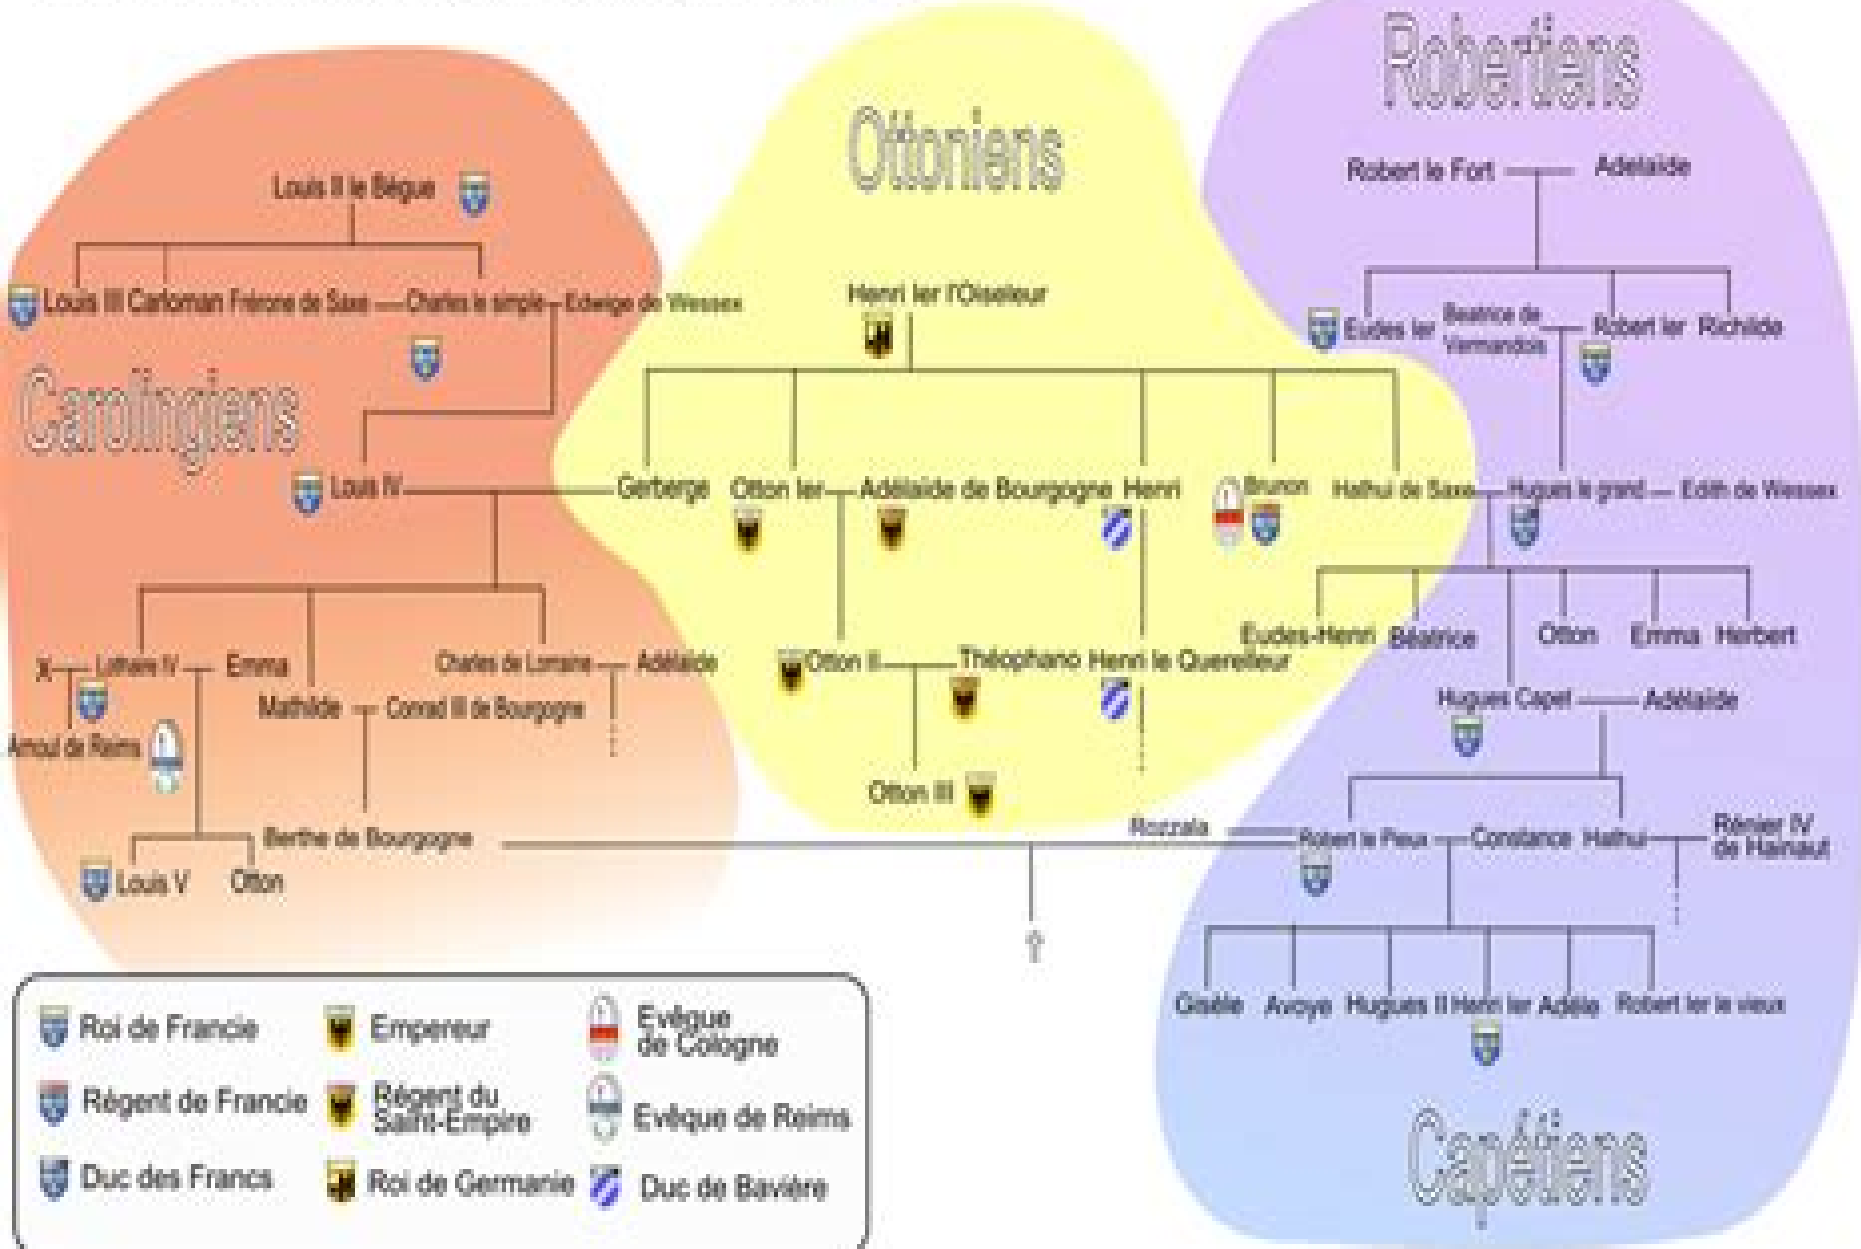 Robertiens
Ottoniens
Robert le Fort Adelaïde
Louis II le Bégue
Henri Ier l'Oiseleur
Louis III Carloman Frérone de Saxe Charles le simple Edwige de Wessex
Eudes Ier Beatrice de Vermandois Robert Ier Richilde
Carolingiens
Louis IV Gerberge Otton Ier Adélaïde de Bourgogne Henri Brunon Hathui de Saxe Hugues le grand Edith de Wessex
Eudes-Henri Béatrice Otton Emma Herbert
X Lothaire IV Emma Charles de Lorraine Adélaïde Otton II Théophano Henri le Querelleur
Mathilde Conrad III de Bourgogne
Hugues Capet Adélaïde
Arnoul de Reims
Otton III
Berthe de Bourgogne
Rozzala Robert le Pieux Constance Hathui Rénier IV
de Hainaut
Louis V Otton
Gisèle Avoye Hugues II Henri Ier Adèle Robert Ier le vieux
Capétiens
Roi de Francie
Empereur
Evêque
de Cologne
Régent de Francie
Régent du
Saint-Empire
Evêque de Reims
Duc des Francs
Roi de Germanie
Duc de Bavière